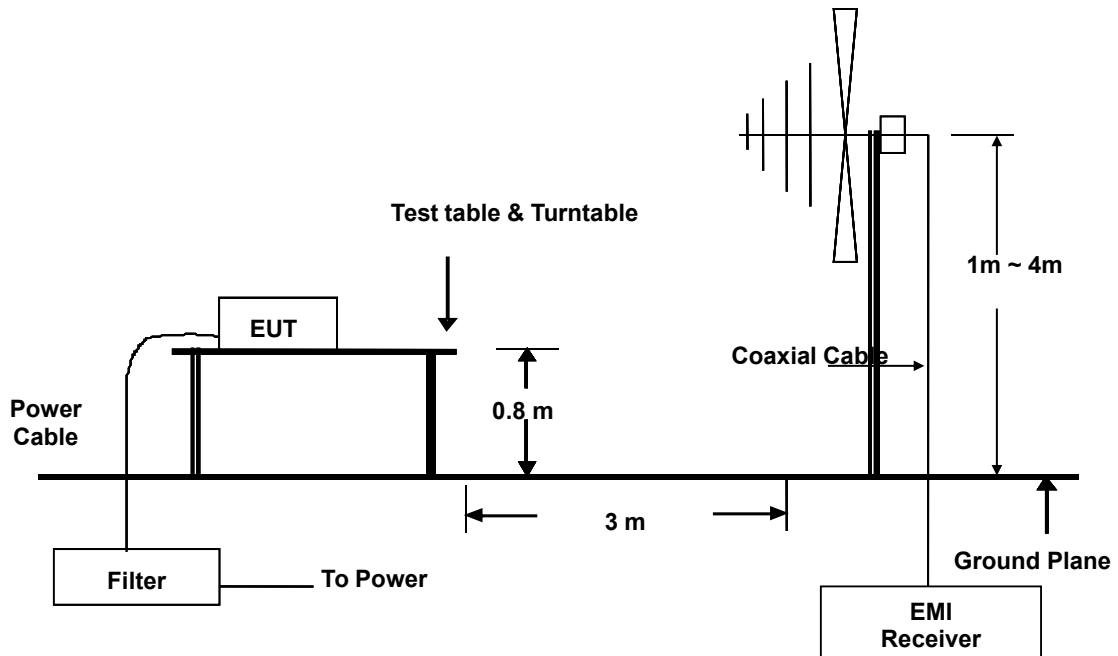 Test table & Turntable
1m ~ 4m
EUT
Coaxial Cable
0.8 m
Power
Cable
3 m
Ground Plane
Filter
To Power
EMI
Receiver